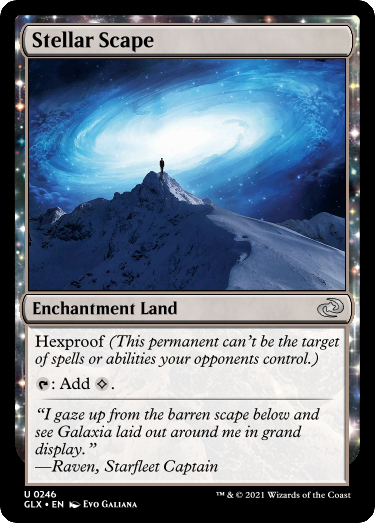 Stellar Scape
Enchantment Land
Hexproof (This permanent can't be the target
of spells or abilities your opponents control.)
: Add .
“I gaze up from the barren scape below and
see Galaxia laid out around me in grand
display.”
—Raven, Starfleet Captain
U 0246
GLX • EN Evo Galiana
™ & © 2021 Wizards of the Coast